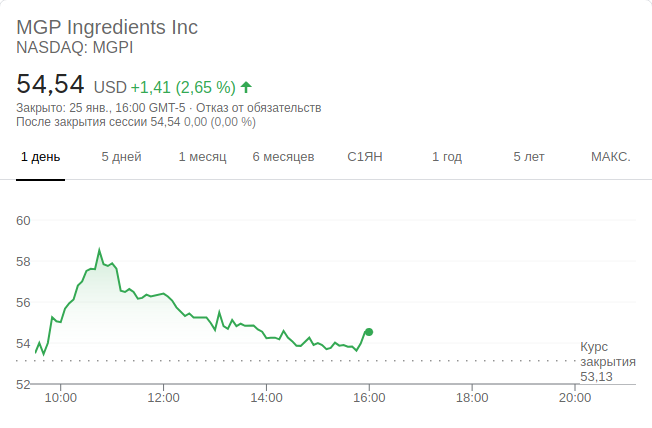 MGP Ingredients Inc
NASDAQ: MGPI
54,54 USD +1,41 (2,65 %)
Закрыто: 25 янв., 16:00 GMT-5 · Отказ от обязательств
После закрытия сессии 54,54 0,00 (0,00 %)
1 день 5 дней 1 месяц 6 месяцев С1ЯН 1 год 5 лет МАКС.
60
58
56
54
52
Курс
закрытия
53,13
10:00 12:00 14:00 16:00 18:00 20:00